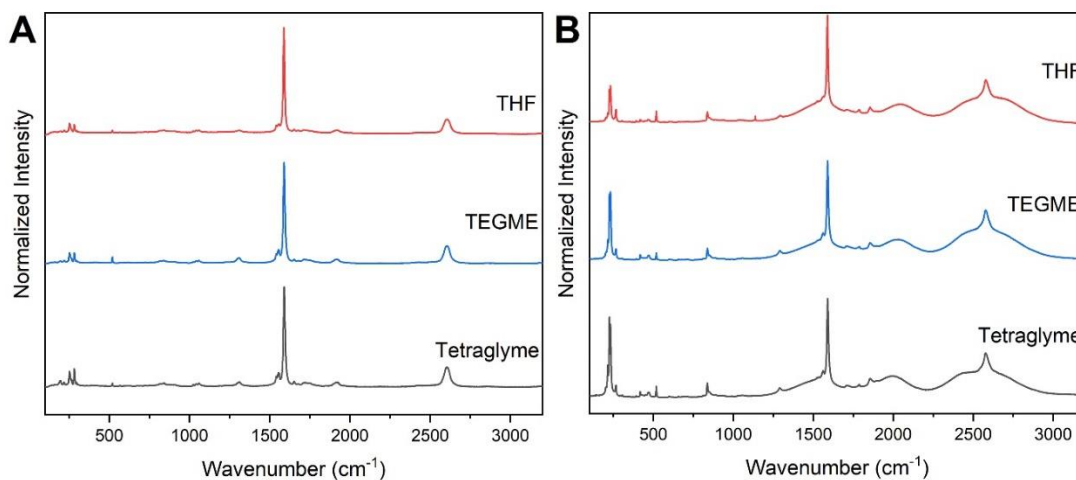 A
Normalized Intensity
THF
TEGME
Tetraglyme
500 1000 1500 2000 2500 3000
Wavenumber (cm⁻¹)
B
Normalized Intensity
THF
TEGME
Tetraglyme
500 1000 1500 2000 2500 3000
Wavenumber (cm⁻¹)